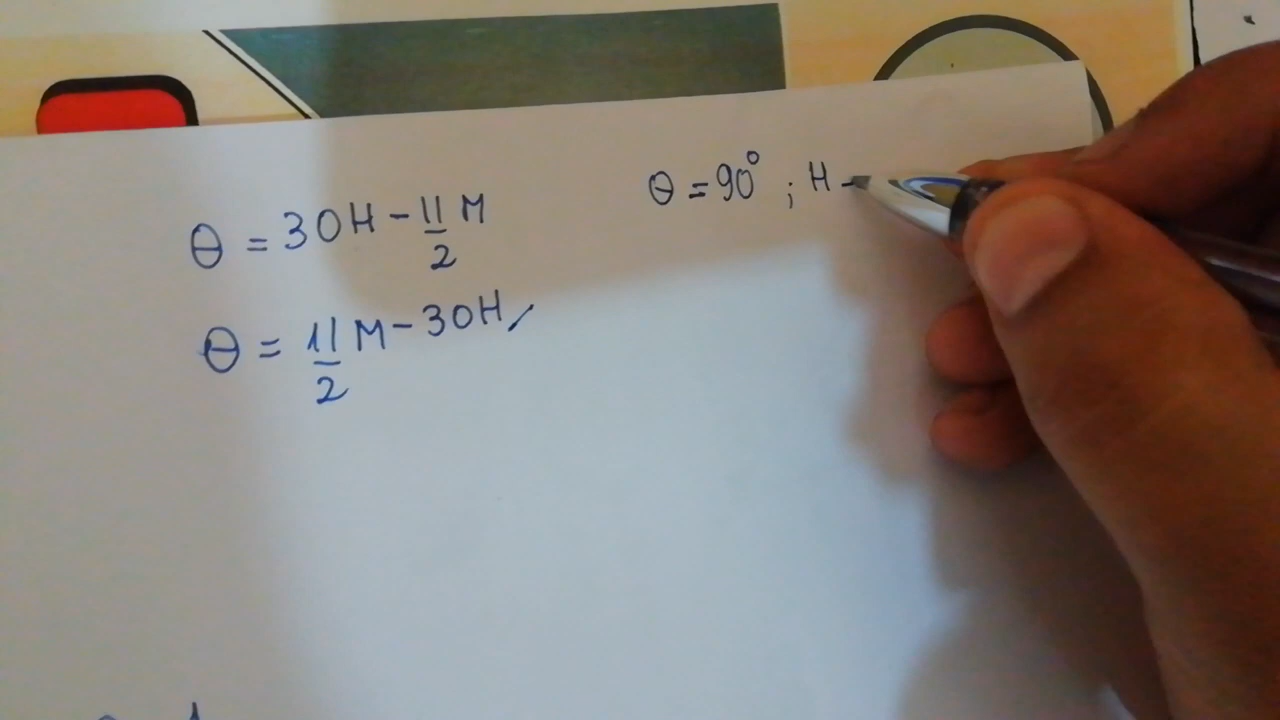 θ = 30H - 11/2 M
θ = 11/2 M - 30H
θ = 90° ; H -